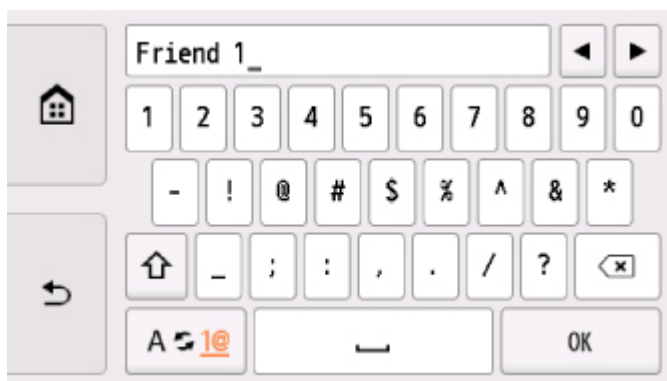 Friend 1_
1 2 3 4 5 6 7 8 9 0
- ! @ # $ % ^ & *
_ ; : , . / ?
A 1@ OK